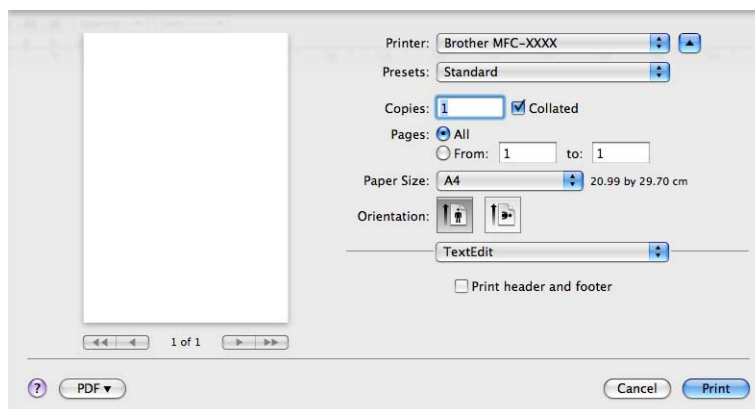 Printer: Brother MFC-XXXX
Presets: Standard
Copies: 1 Collated
Pages: All
From: 1 to: 1
Paper Size: A4 20.99 by 29.70 cm
Orientation:
TextEdit
Print header and footer
1 of 1
? PDF ▼ Cancel Print